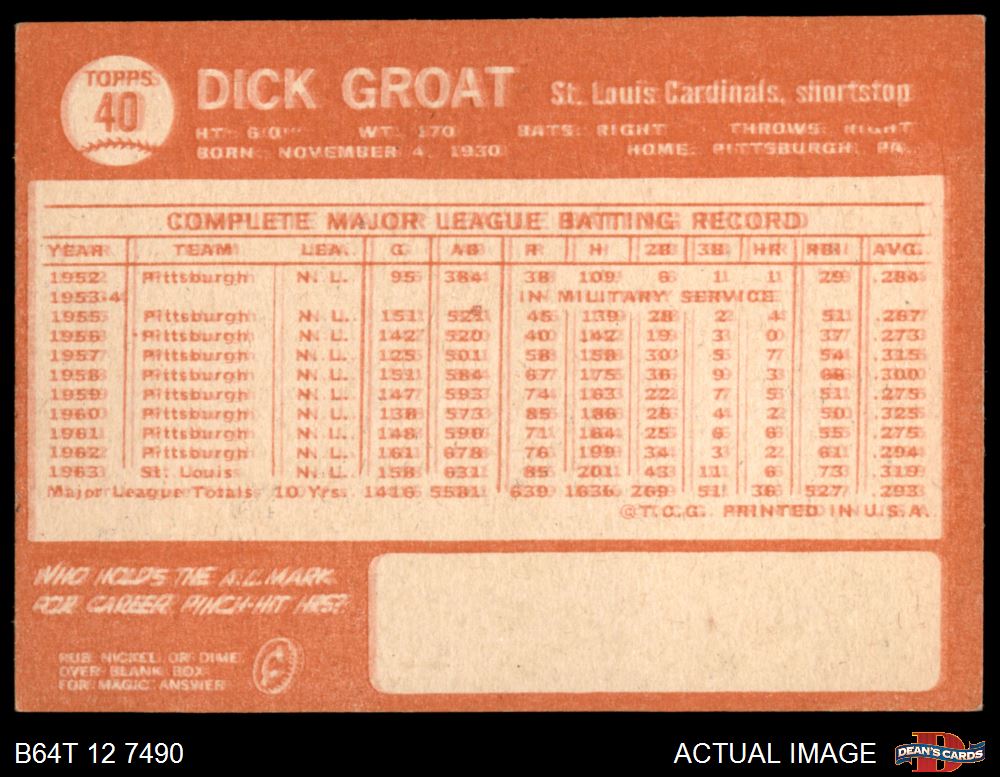 TOPPS
40
DICK GROAT St. Louis Cardinals, shortstop
HT. 6'0" WT. 170 BATS: RIGHT THROWS: RIGHT
BORN: NOVEMBER 4, 1930 HOME: PITTSBURGH, PA.
COMPLETE MAJOR LEAGUE BATTING RECORD
YEAR TEAM LEA. G AB R H 2B 3B HR RBI AVG.
1952 Pittsburgh N. L. 95 384 38 109 6 1 1 29 .284
1953-4 IN MILITARY SERVICE
1955 Pittsburgh N. L. 151 521 45 139 28 2 4 51 .267
1956 Pittsburgh N. L. 142 520 40 142 19 3 0 37 .273
1957 Pittsburgh N. L. 125 501 58 158 30 5 7 54 .315
1958 Pittsburgh N. L. 151 584 67 175 36 9 3 66 .300
1959 Pittsburgh N. L. 147 593 74 163 22 7 5 51 .275
1960 Pittsburgh N. L. 138 573 85 186 26 4 2 50 .325
1961 Pittsburgh N. L. 148 596 71 164 25 6 6 55 .275
1962 Pittsburgh N. L. 161 678 76 199 34 3 2 61 .294
1963 St. Louis N. L. 158 631 85 201 43 11 6 73 .319
Major League Totals 10 Yrs. 1416 5581 639 1636 269 51 36 527 .293
©T.C.G. PRINTED IN U.S.A.
WHO HOLDS THE A.L. MARK
FOR CAREER PINCH-HIT HRS?
RUB NICKEL OR DIME
OVER BLANK BOX
FOR MAGIC ANSWER
B64T 12 7490 ACTUAL IMAGE DEAN'S CARDS